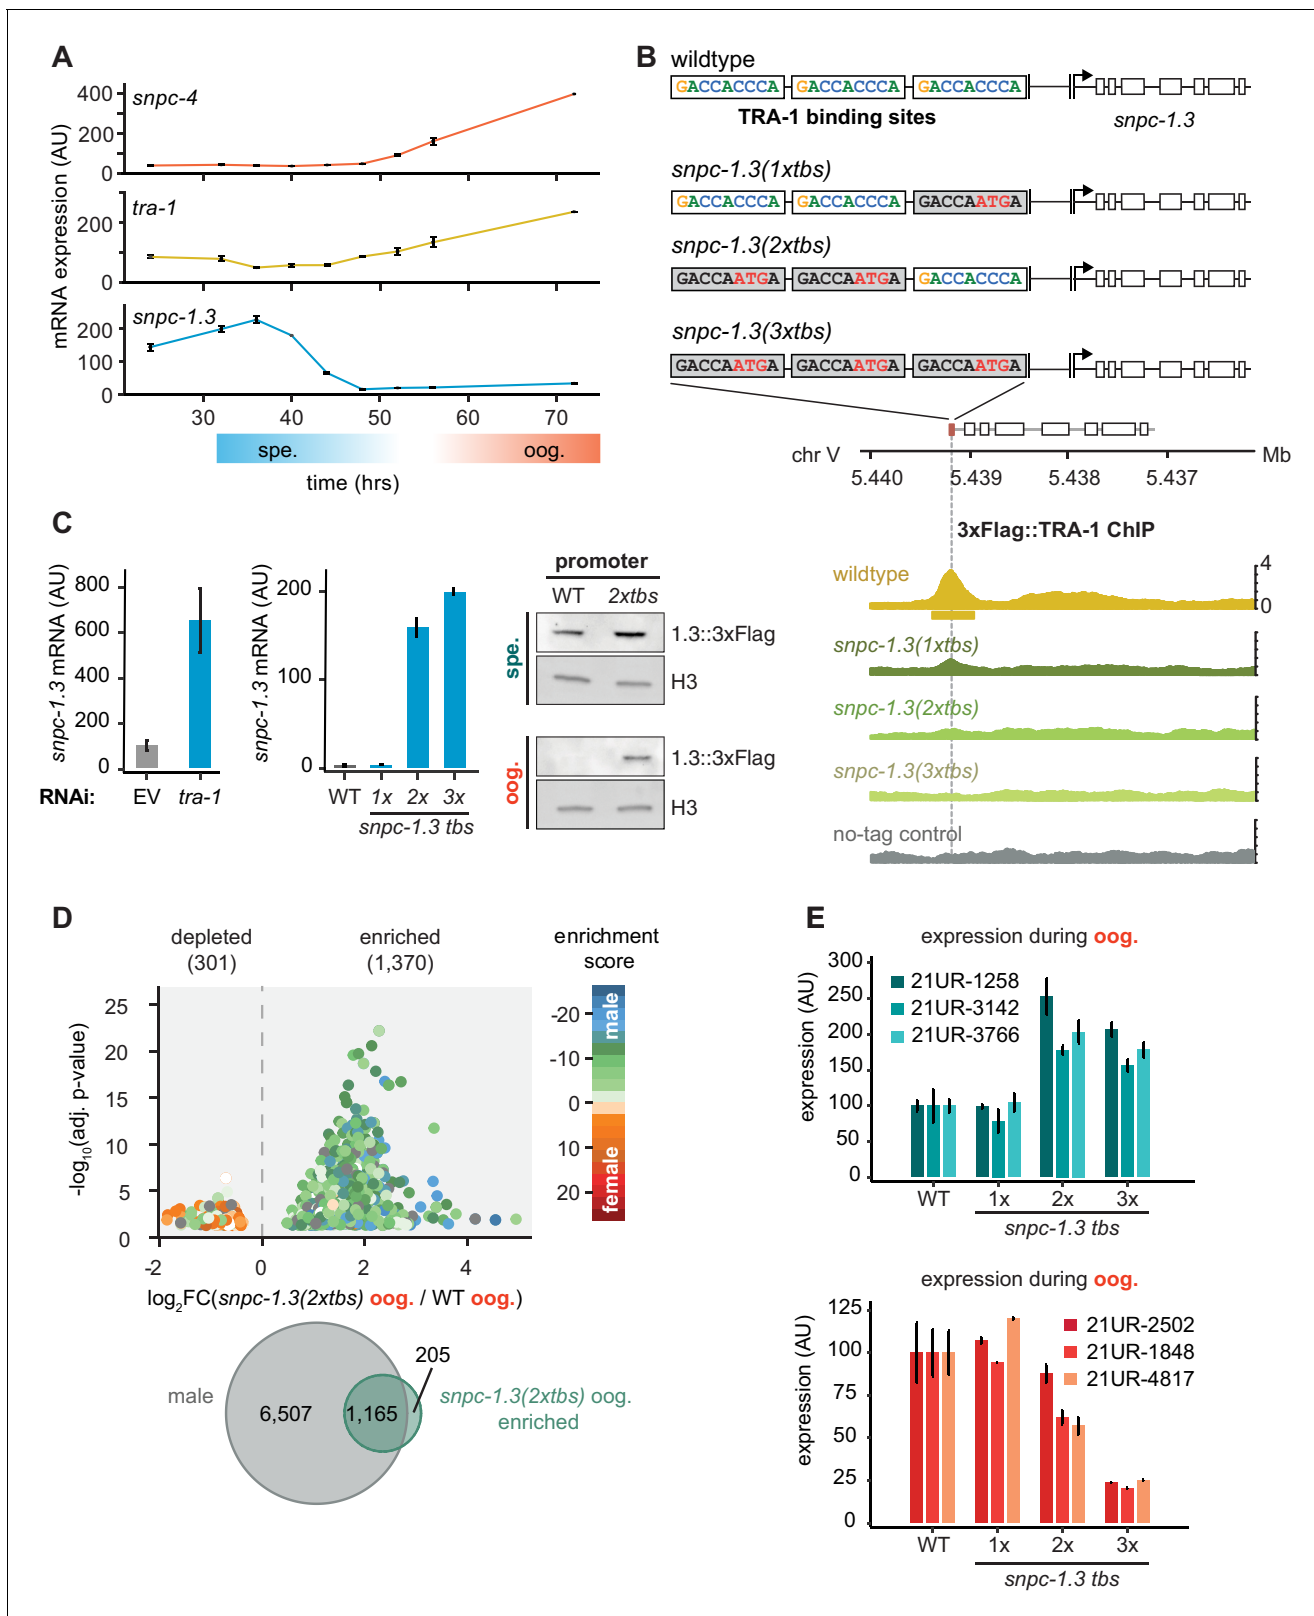 A
mRNA expression (AU)
snpc-4
400
200
0
30 40 50 60 70
tra-1
200
0
snpc-1.3
200
100
0
30 40 50 60 70
spe. oog.
time (hrs)
B
wildtype
GACCACCCA GACCACCCA GACCACCCA
TRA-1 binding sites
snpc-1.3
snpc-1.3(1xtbs)
GACCACCCA GACCACCCA GACCAATGA
snpc-1.3(2xtbs)
GACCAATGA GACCAATGA GACCACCCA
snpc-1.3(3xtbs)
GACCAATGA GACCAATGA GACCAATGA
chr V
Mb
5.440 5.439 5.438 5.437
3xFlag::TRA-1 ChIP
wildtype
4
0
snpc-1.3(1xtbs)
snpc-1.3(2xtbs)
snpc-1.3(3xtbs)
no-tag control
C
snpc-1.3 mRNA (AU)
800
600
400
200
0
RNAi: EV tra-1
snpc-1.3 mRNA (AU)
200
100
0
WT 1x 2x 3x
snpc-1.3 tbs
promoter
WT 2xtbs
spe.
1.3::3xFlag
H3
oog.
1.3::3xFlag
H3
D
depleted
(301)
enriched
(1,370)
-log10(adj. p-value)
25
20
15
10
5
0
-2 0 2 4
log2FC(snpc-1.3(2xtbs) oog. / WT oog.)
enrichment
score
male
female
-20
-10
0
10
20
male
6,507
1,165
205
snpc-1.3(2xtbs) oog.
enriched
E
expression during oog.
expression (AU)
300
250
200
150
100
50
0
21UR-1258
21UR-3142
21UR-3766
WT 1x 2x 3x
snpc-1.3 tbs
expression during oog.
expression (AU)
125
100
75
50
25
0
21UR-2502
21UR-1848
21UR-4817
WT 1x 2x 3x
snpc-1.3 tbs